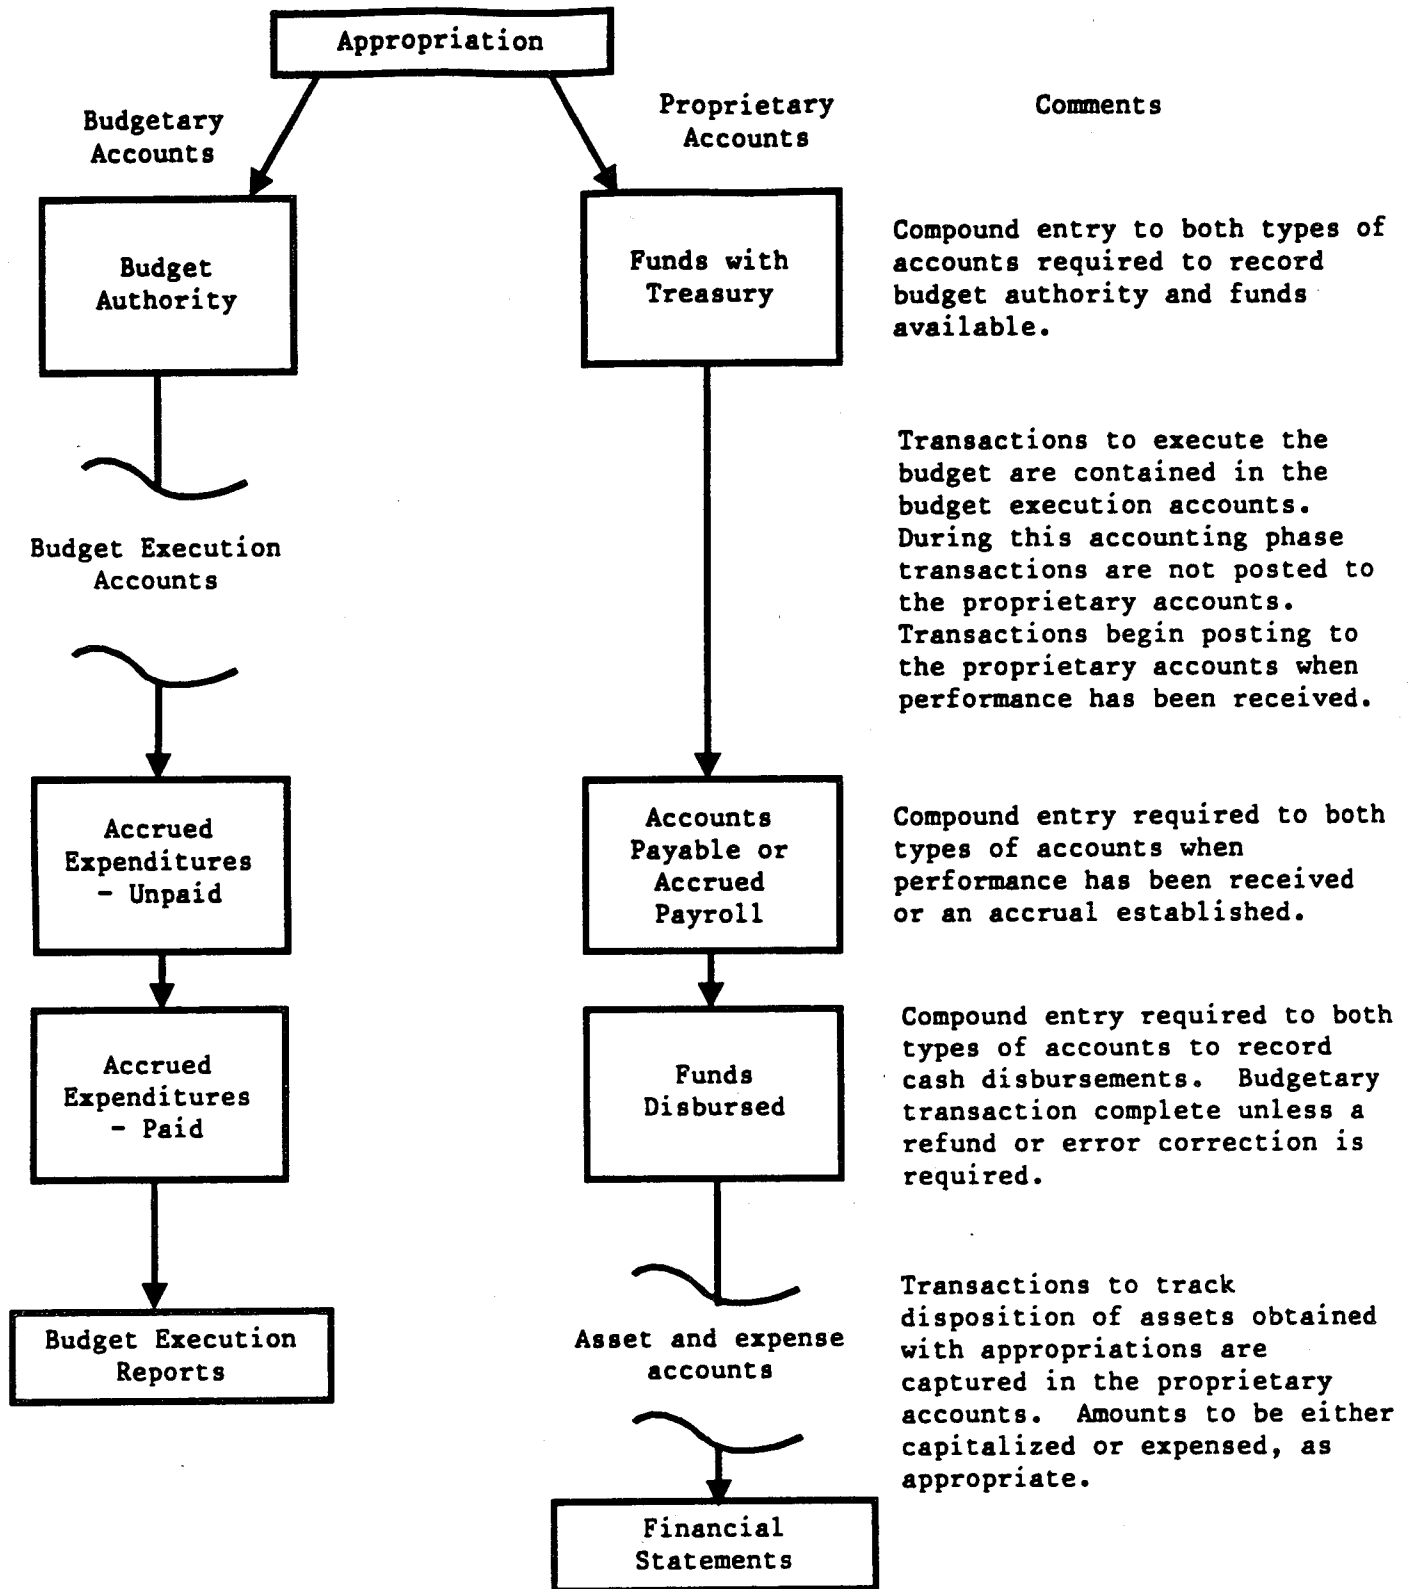 Appropriation
Budgetary
Accounts
Proprietary
Accounts
Comments
Budget
Authority
Funds with
Treasury
Compound entry to both types of
accounts required to record
budget authority and funds
available.
Budget Execution
Accounts
Transactions to execute the
budget are contained in the
budget execution accounts.
During this accounting phase
transactions are not posted to
the proprietary accounts.
Transactions begin posting to
the proprietary accounts when
performance has been received.
Accrued
Expenditures
- Unpaid
Accounts
Payable or
Accrued
Payroll
Compound entry required to both
types of accounts when
performance has been received
or an accrual established.
Accrued
Expenditures
- Paid
Funds
Disbursed
Compound entry required to both
types of accounts to record
cash disbursements.  Budgetary
transaction complete unless a
refund or error correction is
required.
Budget Execution
Reports
Asset and expense
accounts
Transactions to track
disposition of assets obtained
with appropriations are
captured in the proprietary
accounts.  Amounts to be either
capitalized or expensed, as
appropriate.
Financial
Statements